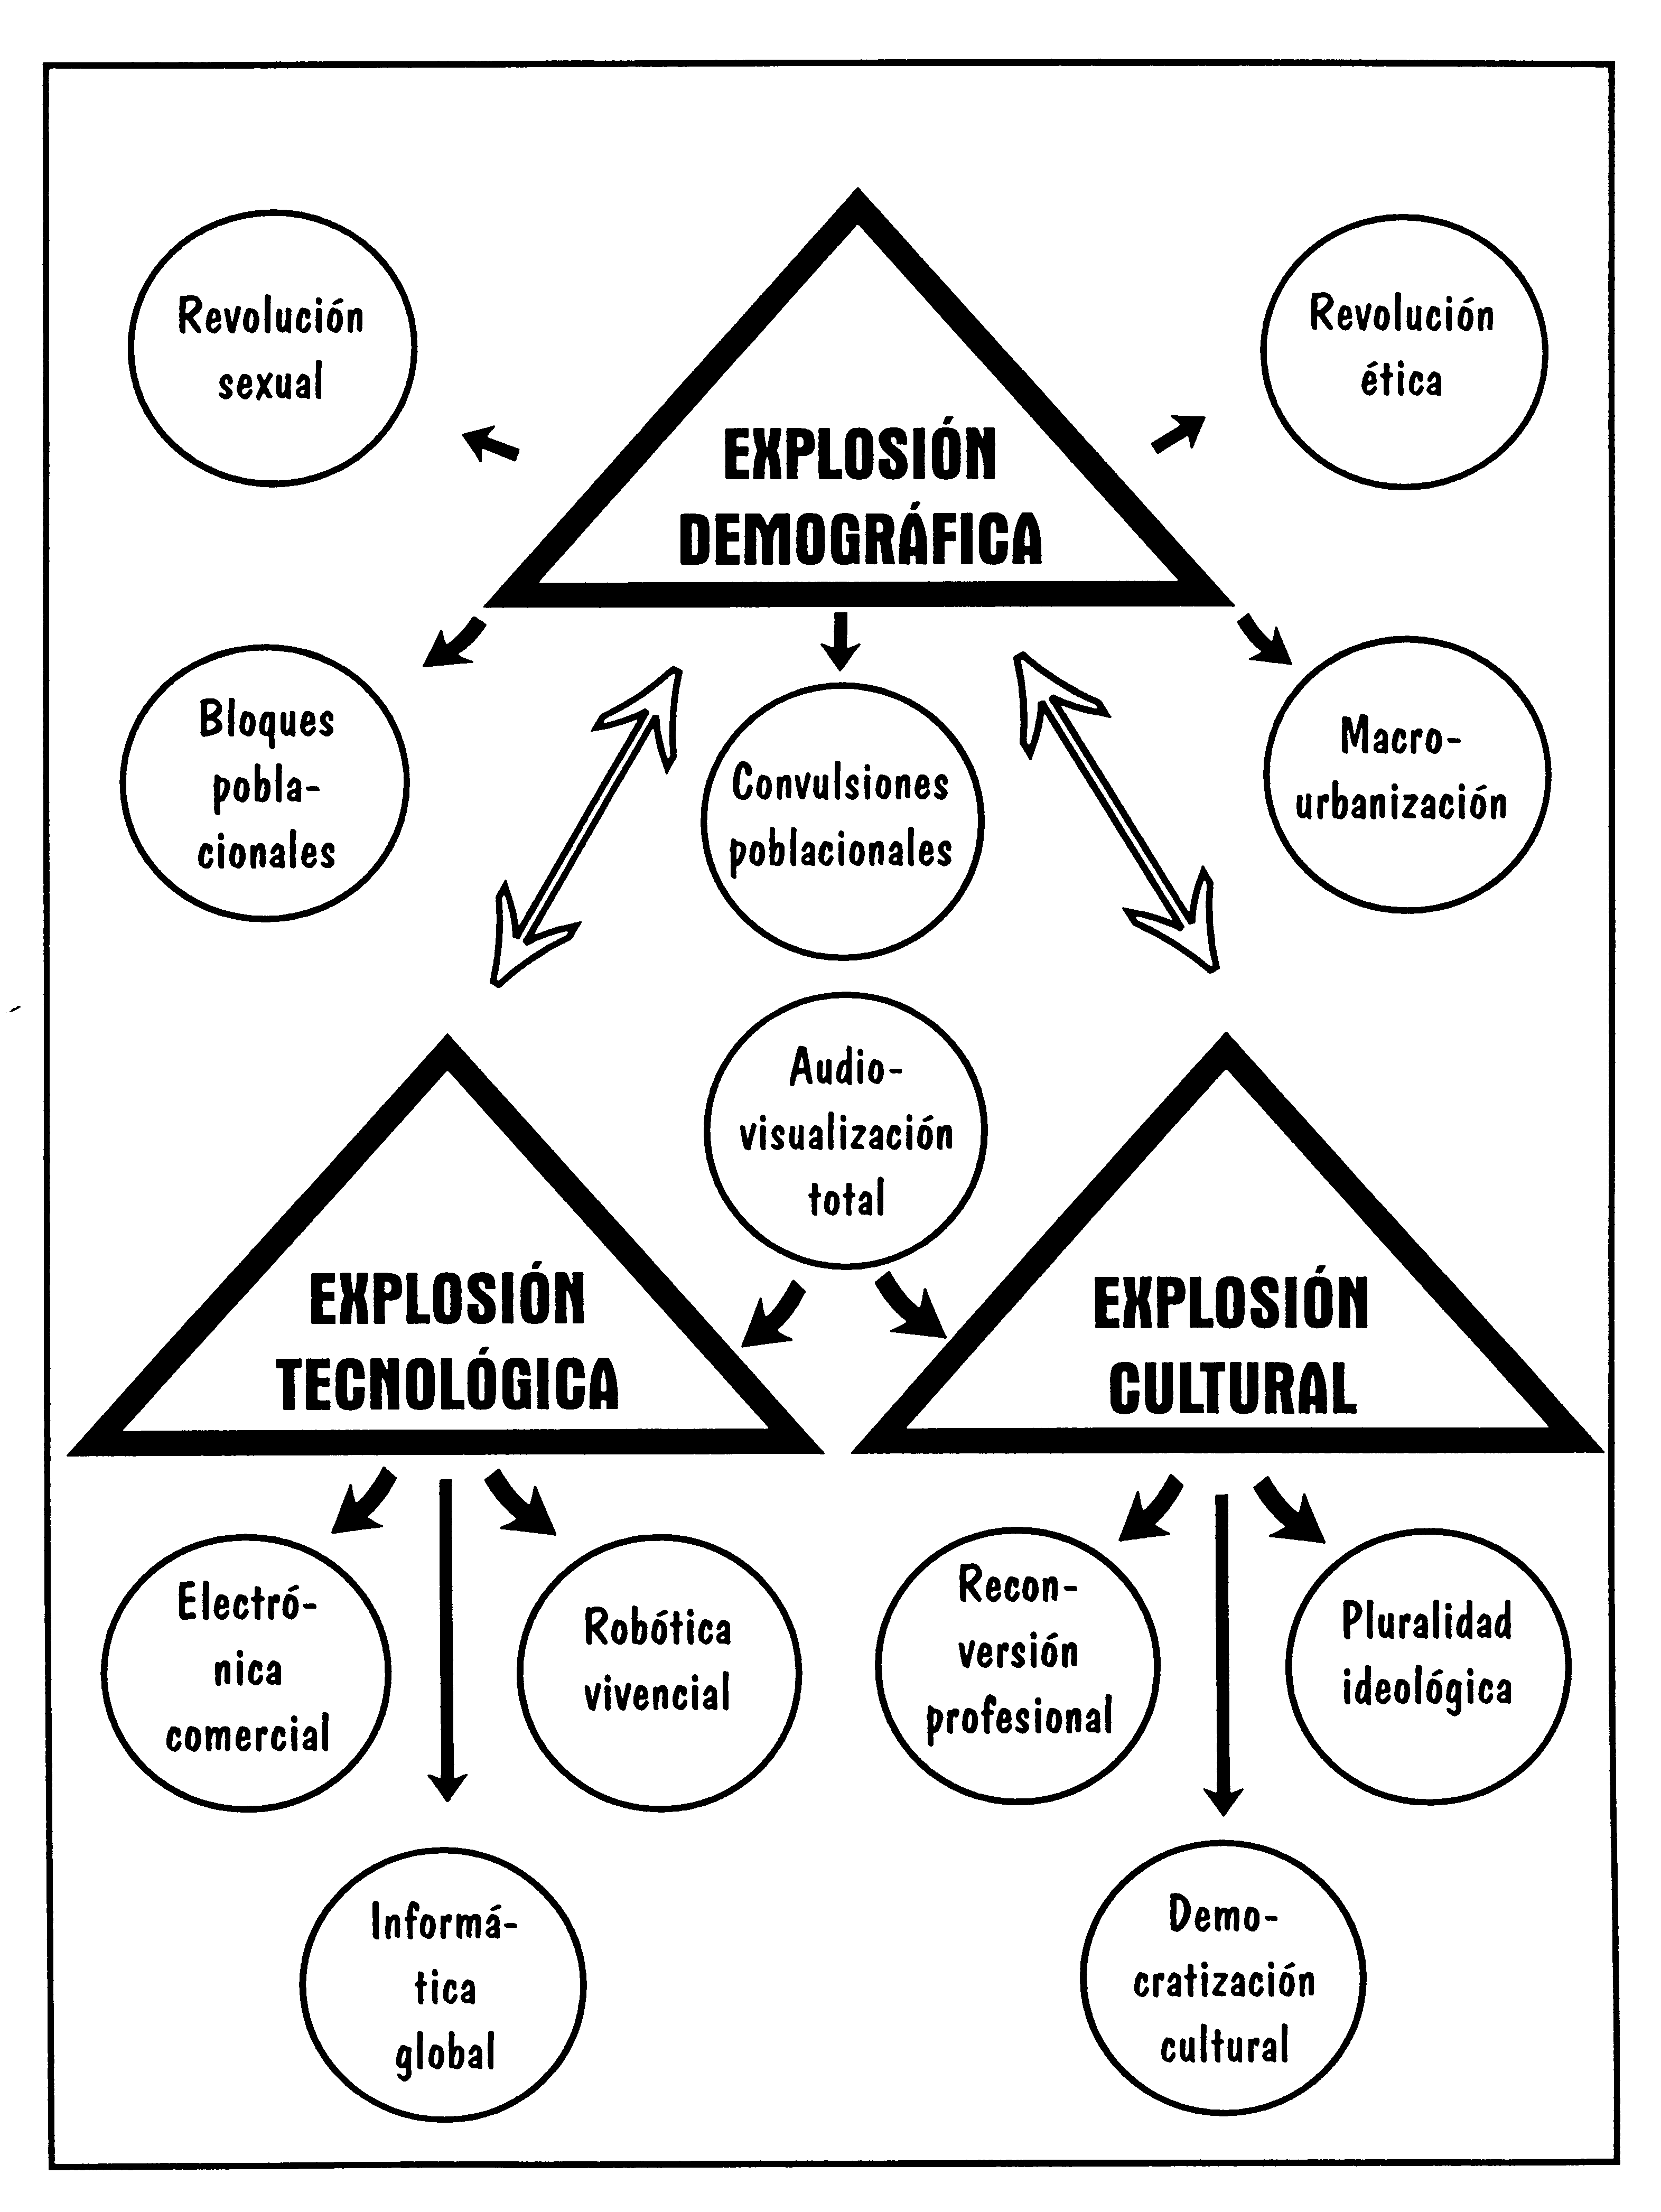 Revolución
sexual
Revolución
ética
EXPLOSIÓN
DEMOGRÁFICA
Bloques
pobla-
cionales
Convulsiones
poblacionales
Macro-
urbanización
Audio-
visualización
total
EXPLOSIÓN
TECNOLÓGICA
EXPLOSIÓN
CULTURAL
Electró-
nica
comercial
Robótica
vivencial
Recon-
versión
profesional
Pluralidad
ideológica
Informá-
tica
global
Demo-
cratización
cultural